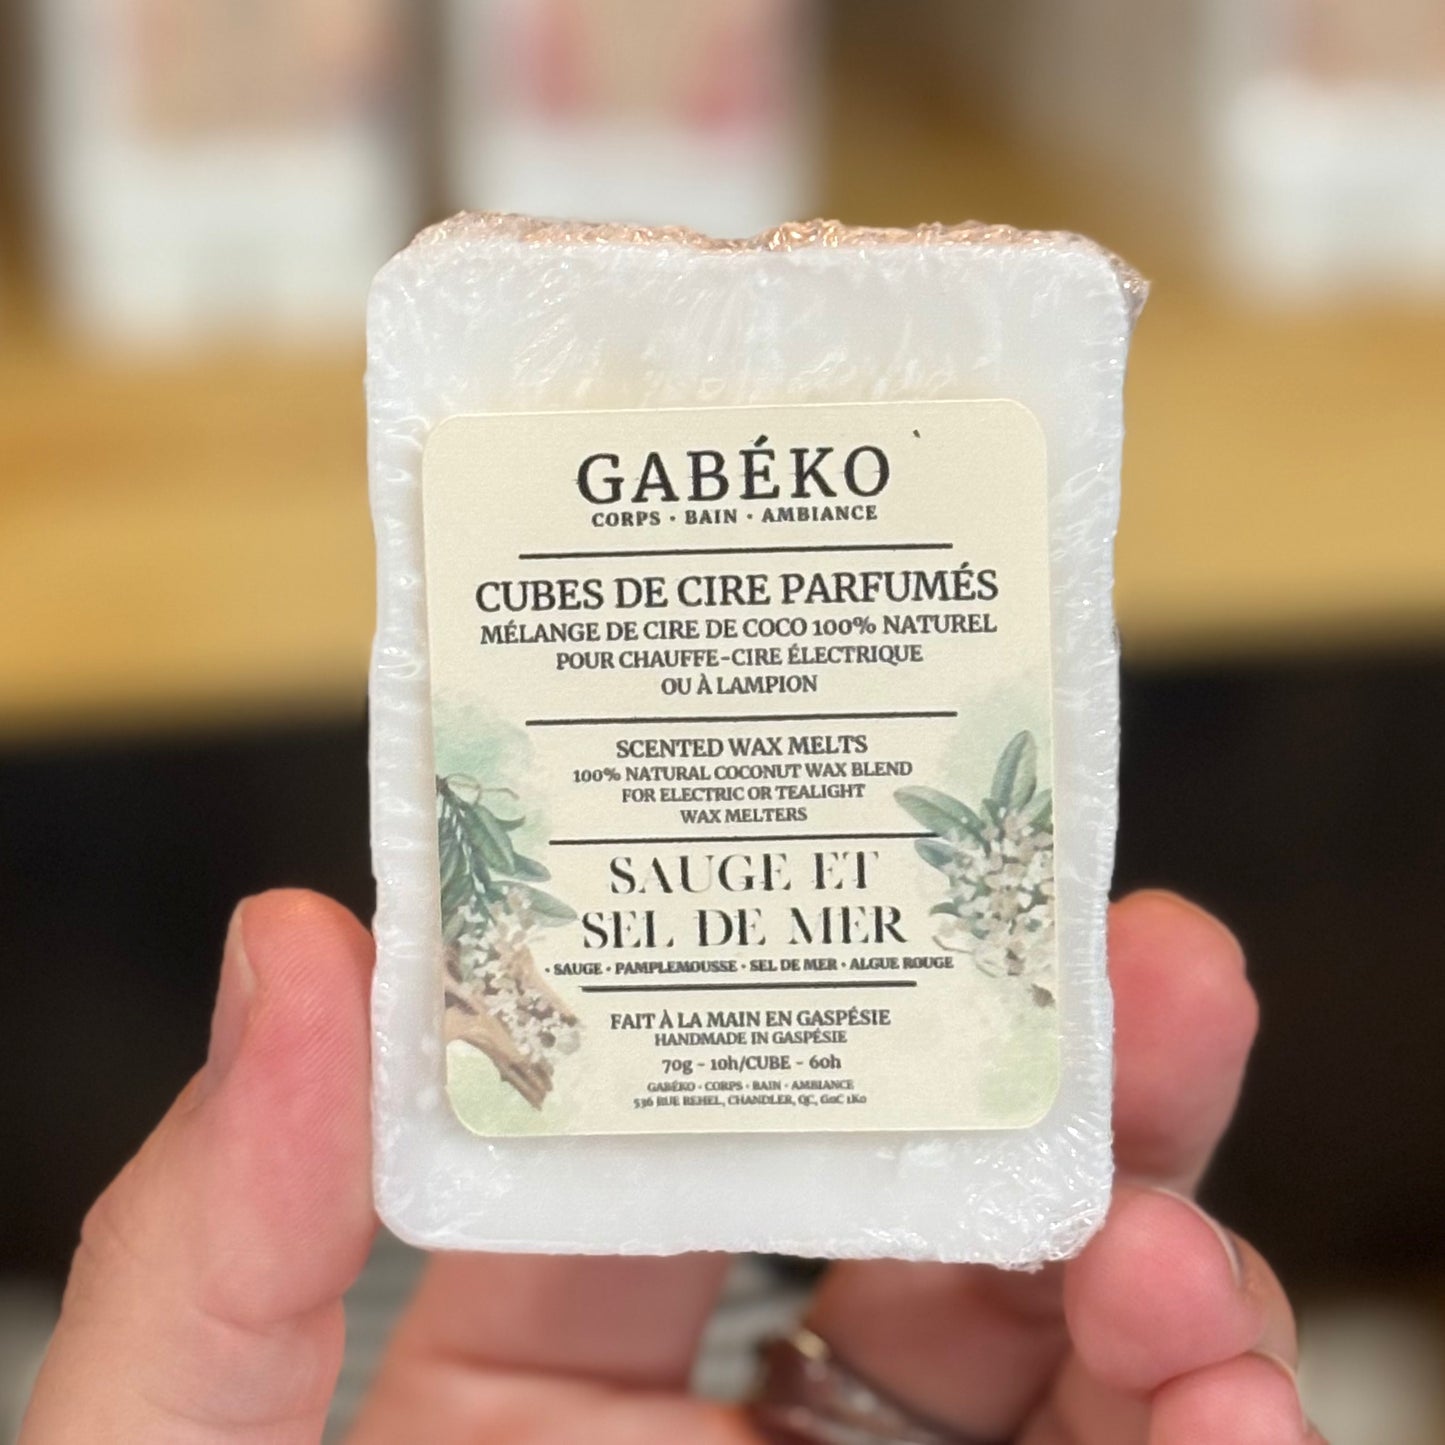 GABÉKO
CORPS • BAIN • AMBIANCE
CUBES DE CIRE PARFUMÉS
MÉLANGE DE CIRE DE COCO 100% NATUREL
POUR CHAUFFE-CIRE ÉLECTRIQUE
OU À LAMPION
SCENTED WAX MELTS
100% NATURAL COCONUT WAX BLEND
FOR ELECTRIC OR TEALIGHT
WAX MELTERS
SAUGE ET
SEL DE MER
• SAUGE • PAMPLEMOUSSE • SEL DE MER • ALGUE ROUGE
FAIT À LA MAIN EN GASPÉSIE
HANDMADE IN GASPÉSIE
70g - 10h/CUBE - 60h
GABÉKO • CORPS • BAIN • AMBIANCE
536 RUE REHEL, CHANDLER, QC, G0C 1K0